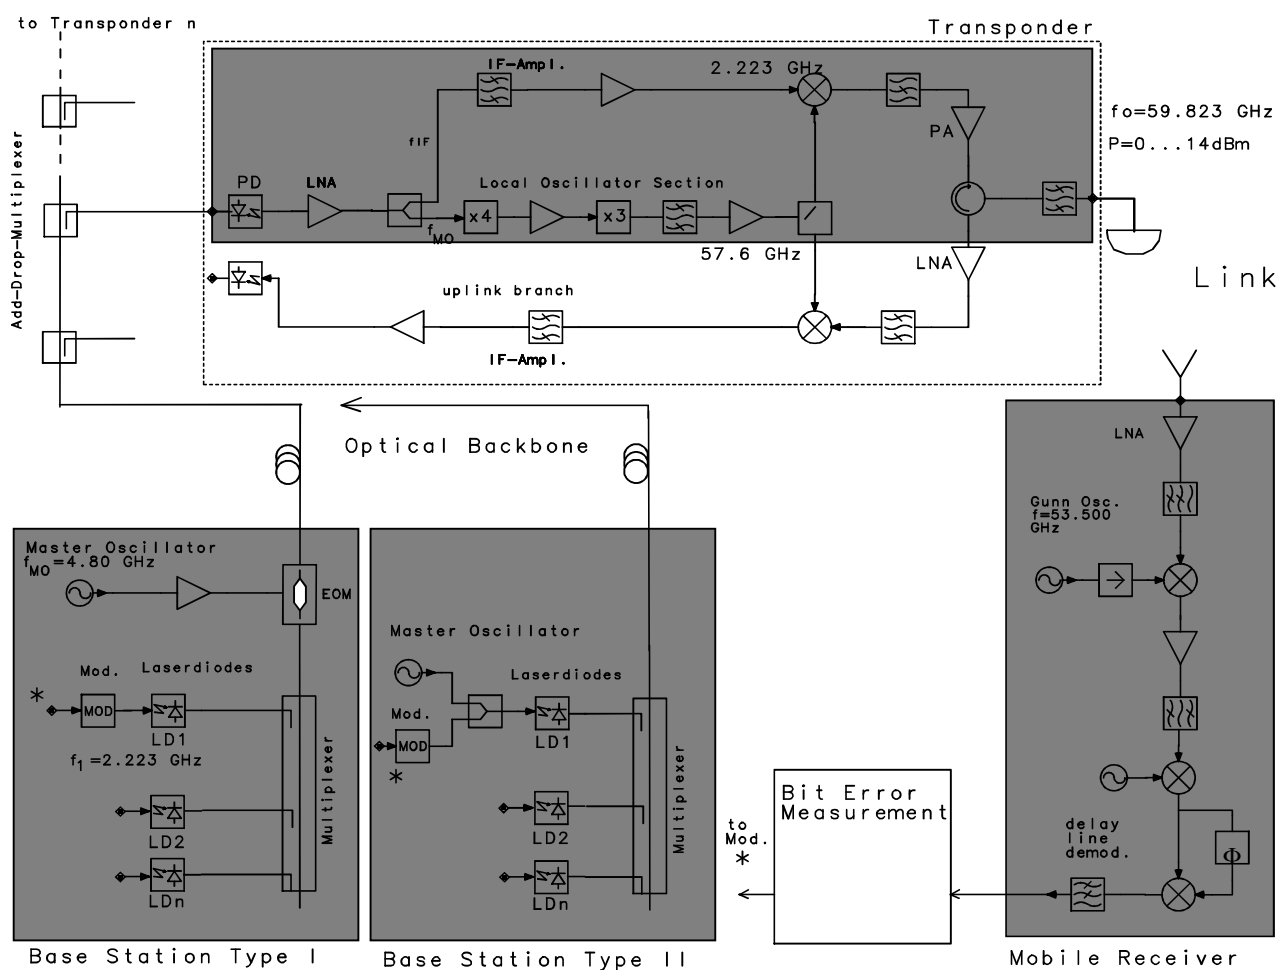 to Transponder n
Transponder
IF-Ampl.
2.223 GHz
fo=59.823 GHz
P=0...14dBm
PA
fIF
Add-Drop-Multiplexer
PD
LNA
Local Oscillator Section
x4
x3
fMO
57.6 GHz
LNA
Link
uplink branch
IF-Ampl.
Optical Backbone
LNA
Gunn Osc.
f=53.500
GHz
Master Oscillator
fMO=4.80 GHz
EOM
Mod.
Laserdiodes
*
MOD
LD1
f1=2.223 GHz
LD2
LDn
Multiplexer
Base Station Type I
Master Oscillator
Laserdiodes
Mod.
MOD
*
LD1
LD2
LDn
Multiplexer
Base Station Type II
to
Mod.
*
Bit Error
Measurement
delay
line
demod.
Φ
Mobile Receiver